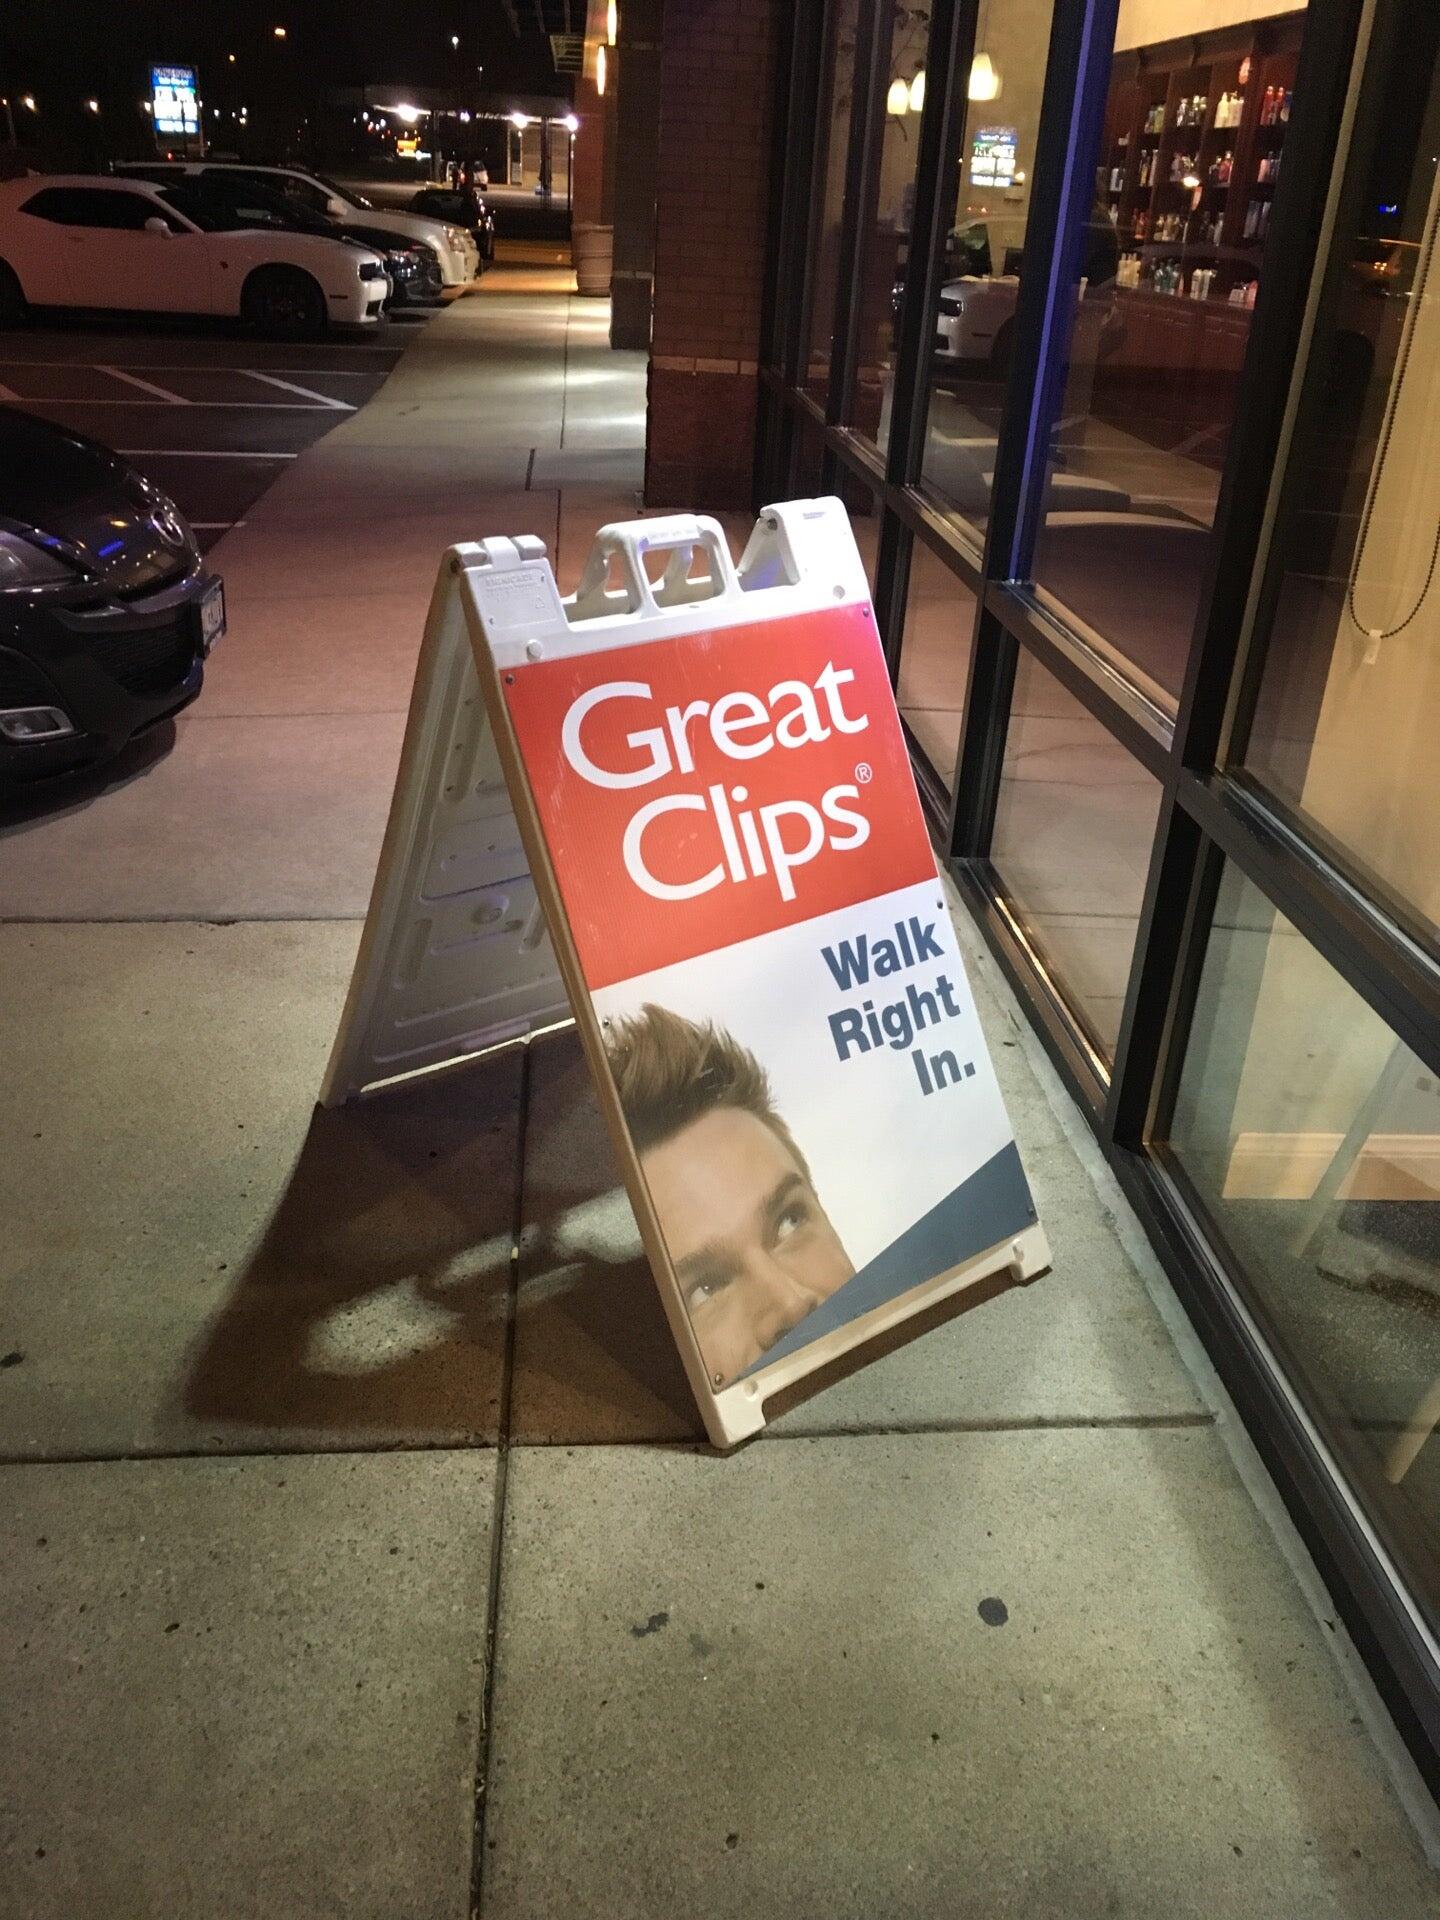 Great
Clips®
Walk
Right
In.